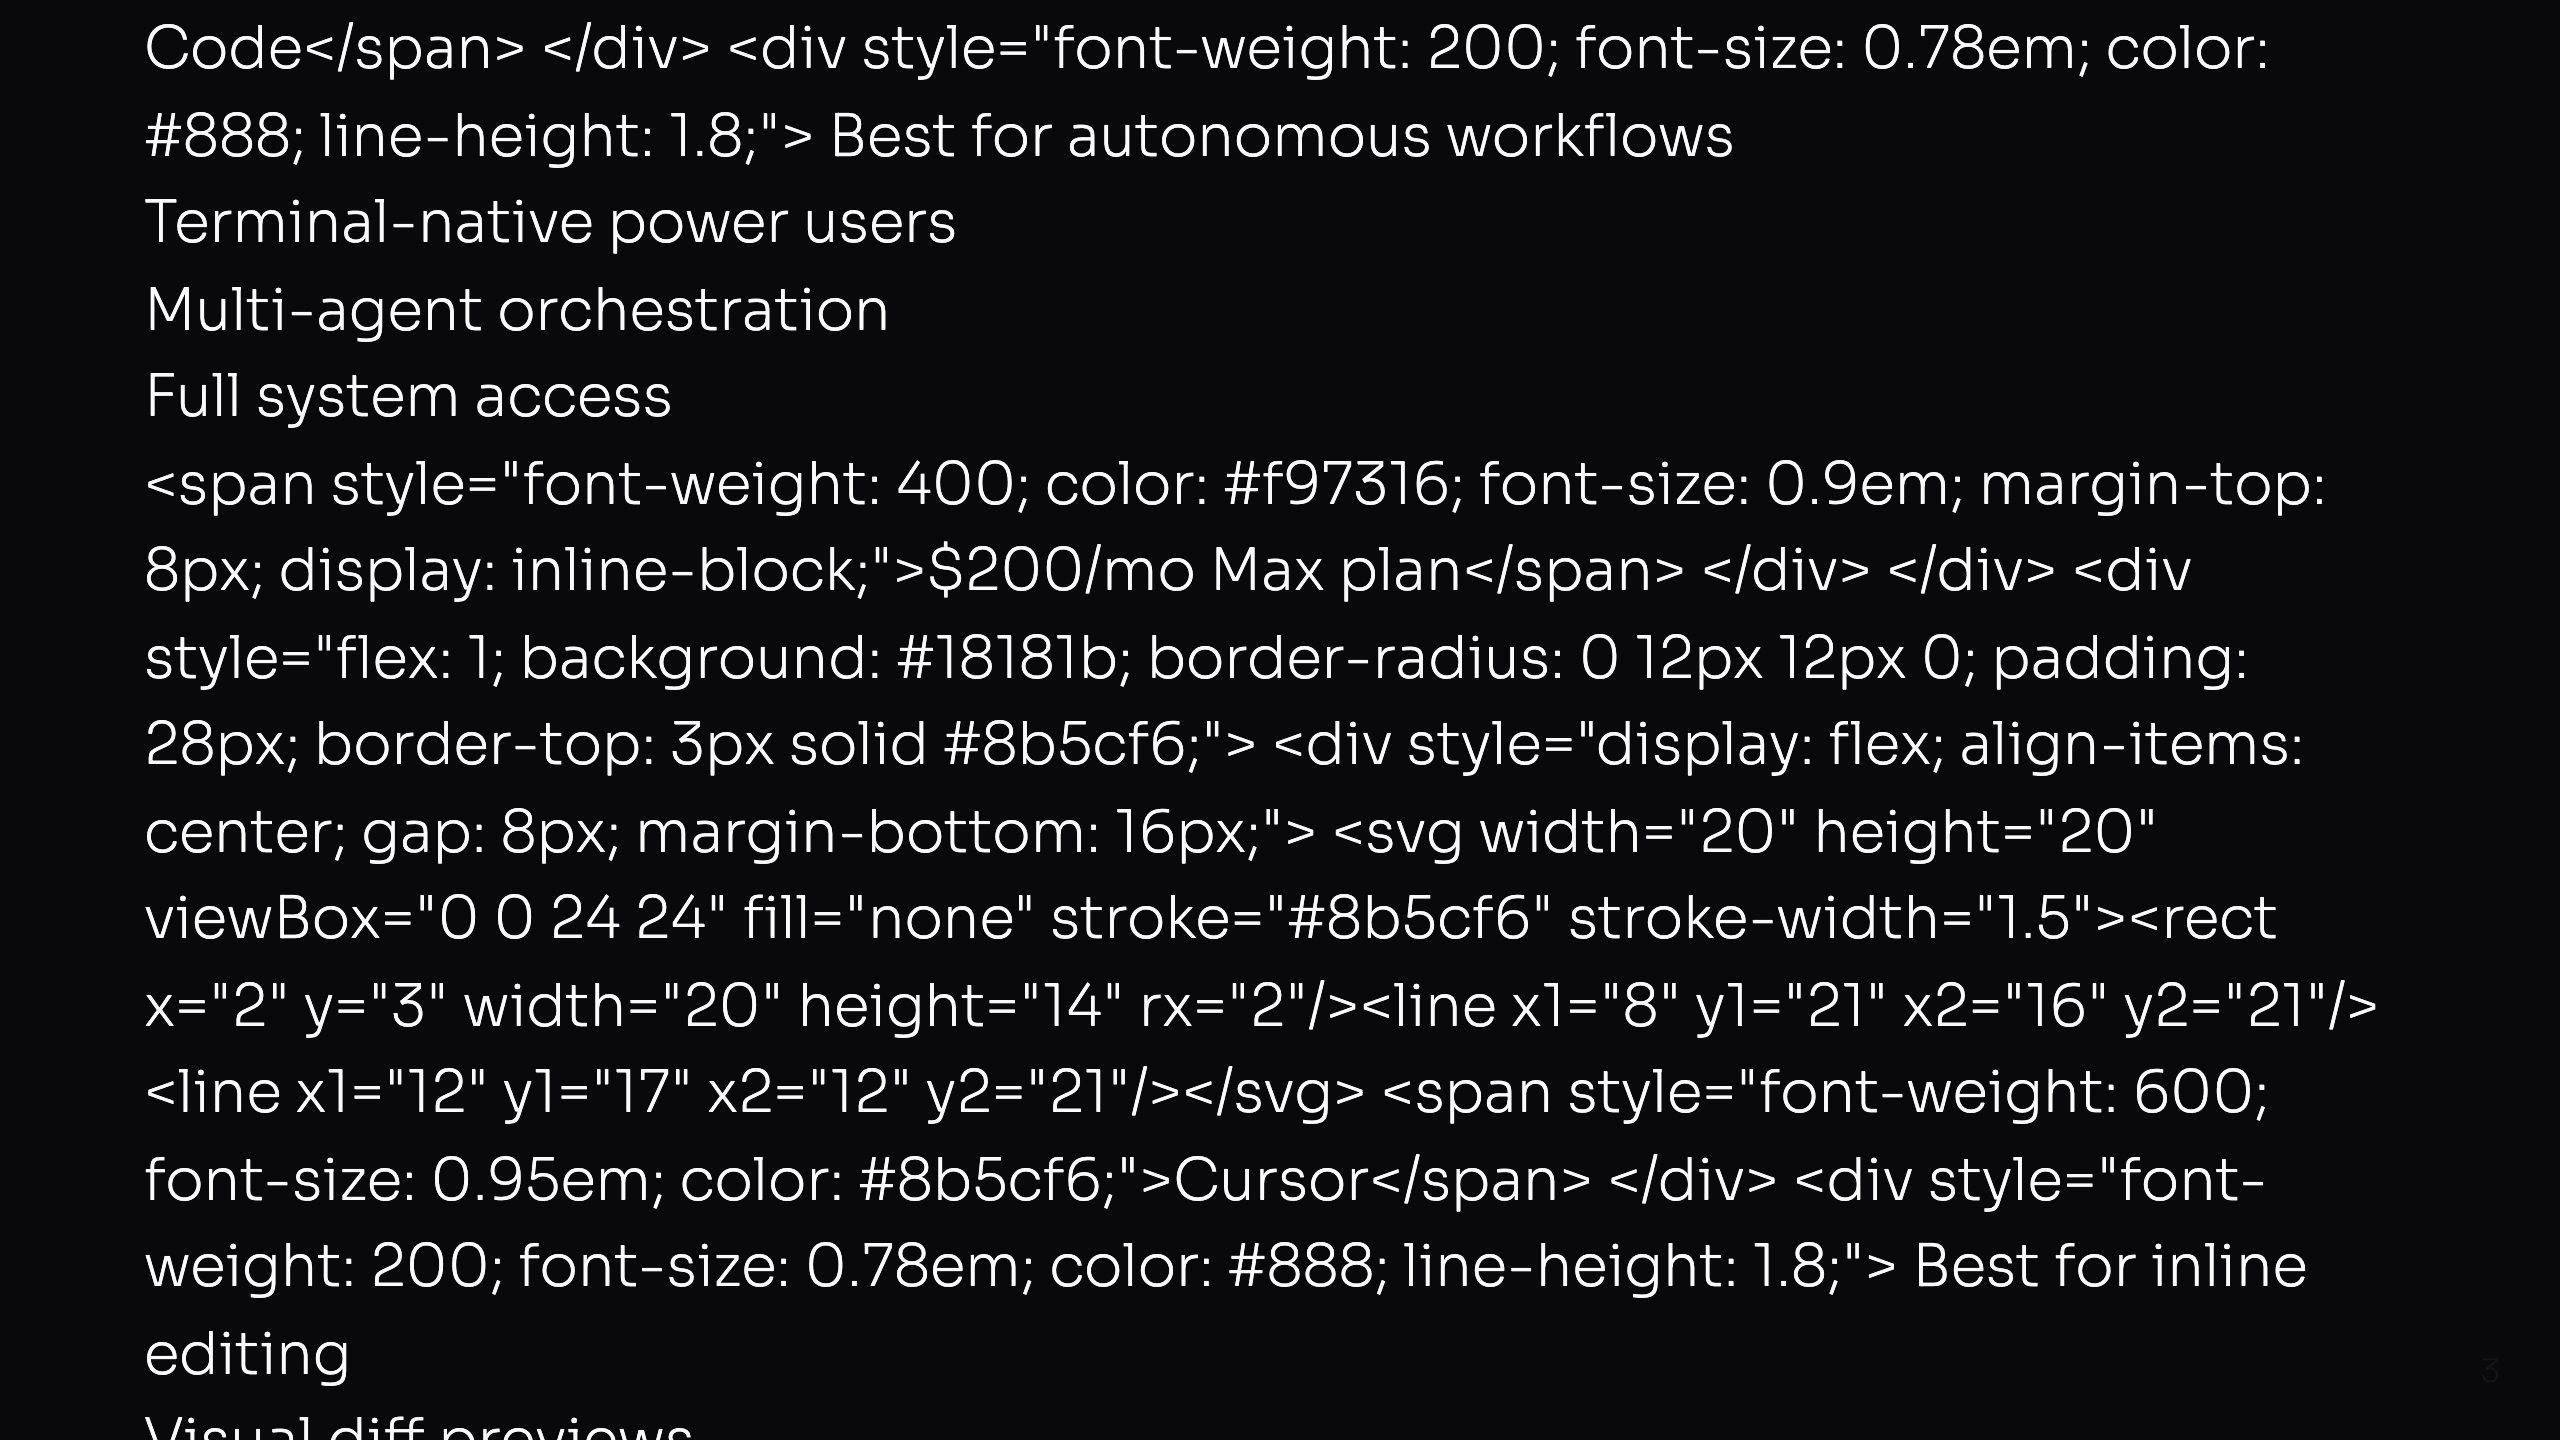 Code</span> </div> <div style="font-weight: 200; font-size: 0.78em; color:
#888; line-height: 1.8;"> Best for autonomous workflows
Terminal-native power users
Multi-agent orchestration
Full system access
<span style="font-weight: 400; color: #f97316; font-size: 0.9em; margin-top:
8px; display: inline-block;">$200/mo Max plan</span> </div> </div> <div
style="flex: 1; background: #18181b; border-radius: 0 12px 12px 0; padding:
28px; border-top: 3px solid #8b5cf6;"> <div style="display: flex; align-items:
center; gap: 8px; margin-bottom: 16px;"> <svg width="20" height="20"
viewBox="0 0 24 24" fill="none" stroke="#8b5cf6" stroke-width="1.5"><rect
x="2" y="3" width="20" height="14" rx="2"/><line x1="8" y1="21" x2="16" y2="21"/>
<line x1="12" y1="17" x2="12" y2="21"/></svg> <span style="font-weight: 600;
font-size: 0.95em; color: #8b5cf6;">Cursor</span> </div> <div style="font-
weight: 200; font-size: 0.78em; color: #888; line-height: 1.8;"> Best for inline
editing
Visual diff previews
3